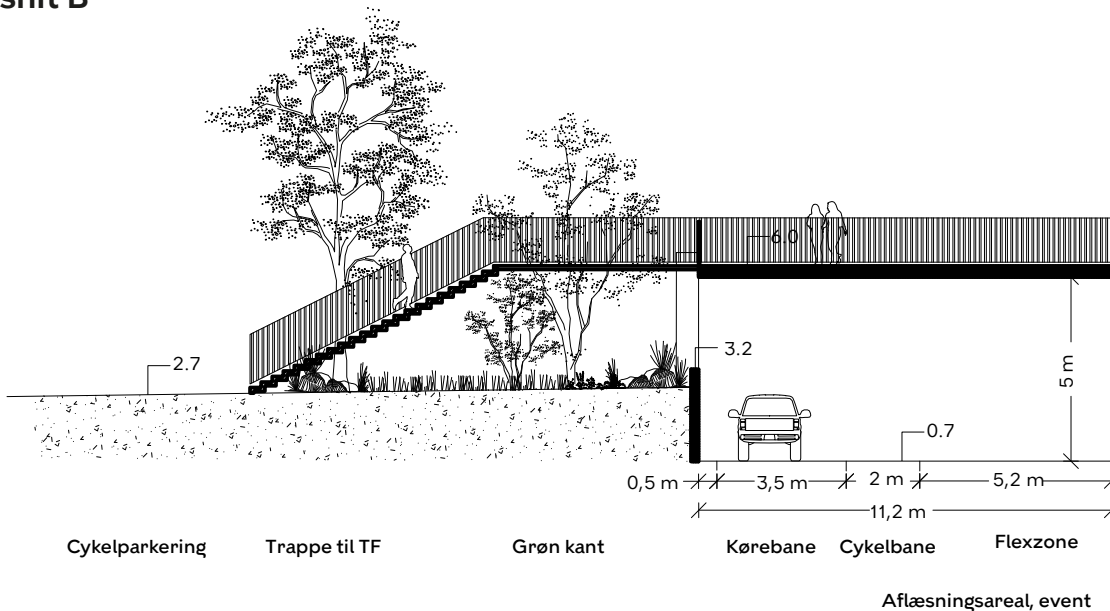 snit B
6.0
3.2
2.7
5 m
0.7
0,5 m
3,5 m
2 m
5,2 m
11,2 m
Cykelparkering
Trappe til TF
Grøn kant
Kørebane
Cykelbane
Flexzone
Aflæsningsareal, event